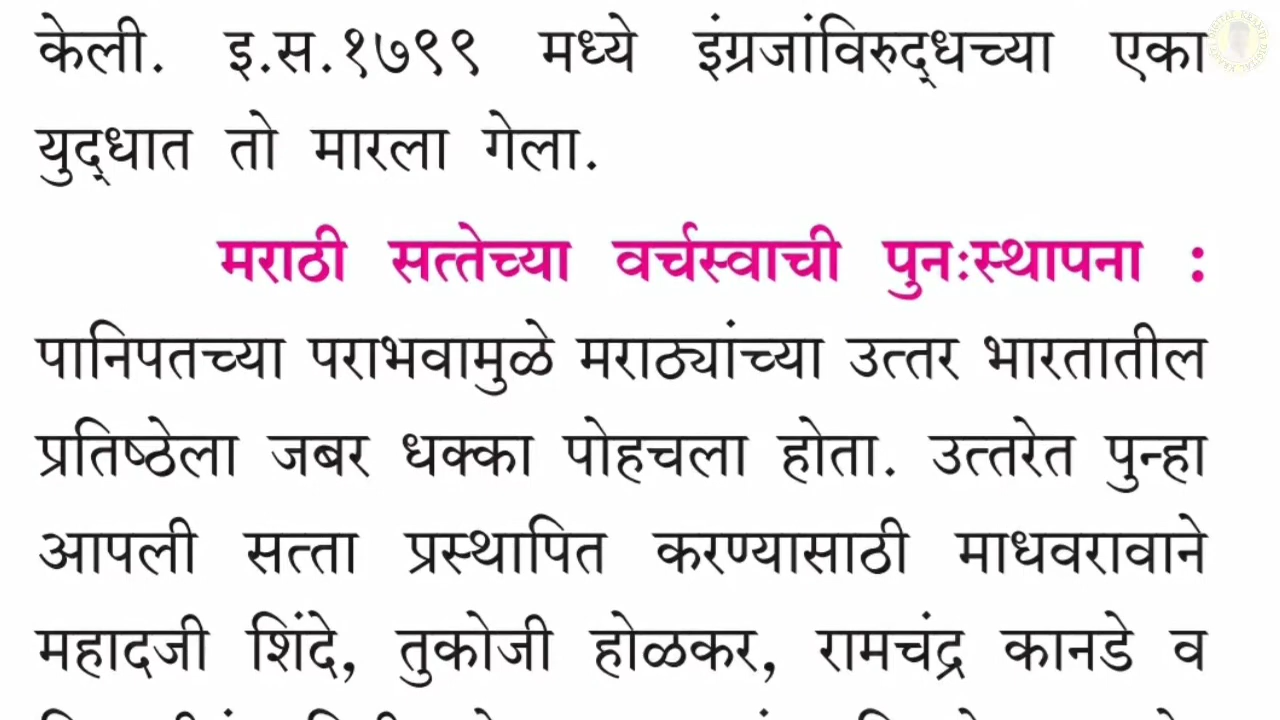 केली. इ.स.१७९९ मध्ये इंग्रजांविरुद्धच्या एका
युद्धात तो मारला गेला.
मराठी सत्तेच्या वर्चस्वाची पुनःस्थापना :
पानिपतच्या पराभवामुळे मराठ्यांच्या उत्तर भारतातील
प्रतिष्ठेला जबर धक्का पोहचला होता. उत्तरेत पुन्हा
आपली सत्ता प्रस्थापित करण्यासाठी माधवरावाने
महादजी शिंदे, तुकोजी होळकर, रामचंद्र कानडे व